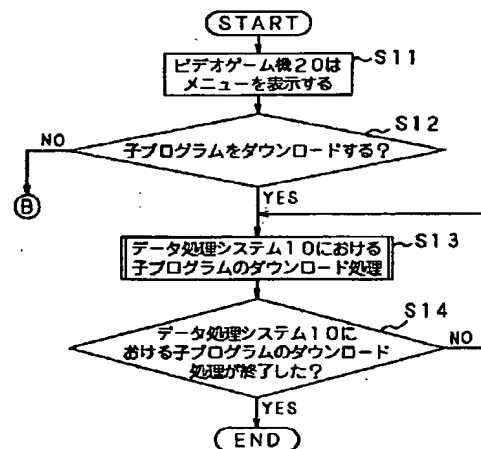 START
ビデオゲーム機20は
メニューを表示する
S11
S12
子プログラムをダウンロードする?
NO
B
YES
データ処理システム10における
子プログラムのダウンロード処理
S13
S14
データ処理システム10に
おける子プログラムのダウンロード
処理が終了した?
NO
YES
END